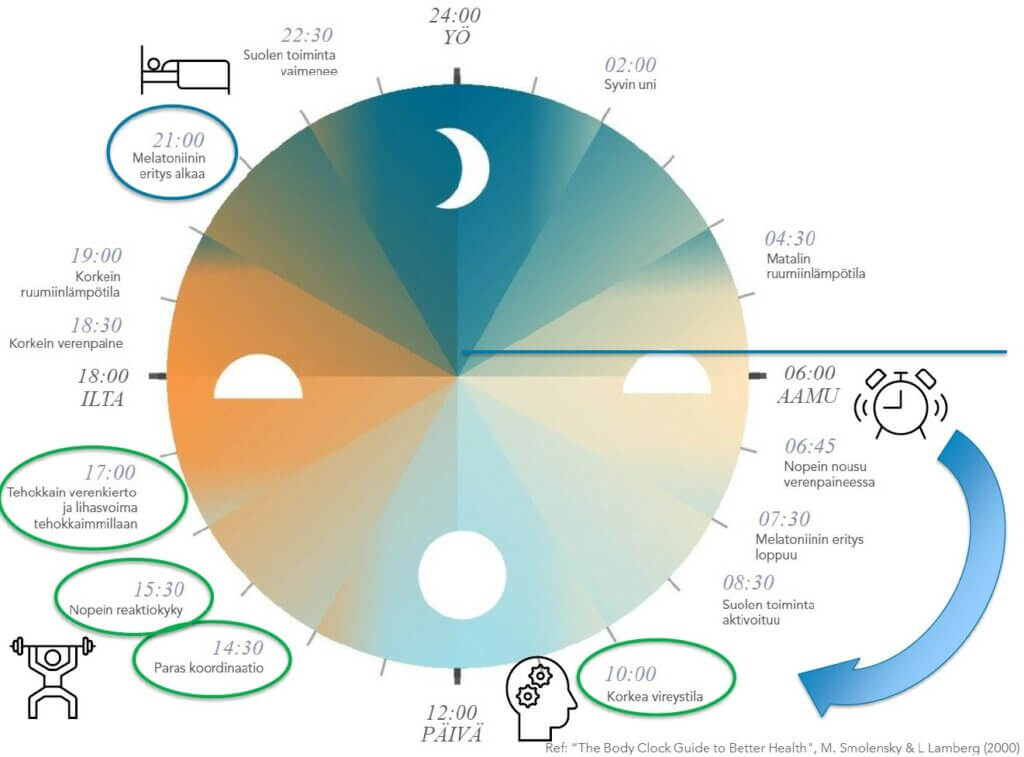 24:00
YÖ
22:30
Suolen toiminta
vaimenee
02:00
Syvin uni
21:00
Melatoniinin
eritys alkaa
04:30
Matalin
ruumiinlämpötila
19:00
Korkein
ruumiinlämpötila
18:30
Korkein verenpaine
18:00
ILTA
06:00
AAMU
06:45
Nopein nousu
verenpaineessa
17:00
Tehokkain verenkierto
ja lihasvoima
tehokkaimmillaan
07:30
Melatoniinin eritys
loppuu
08:30
Suolen toiminta
aktivoituu
15:30
Nopein reaktiokyky
14:30
Paras koordinaatio
10:00
Korkea vireystila
12:00
PÄIVÄ
Ref: "The Body Clock Guide to Better Health", M. Smolensky & L Lamberg (2000)